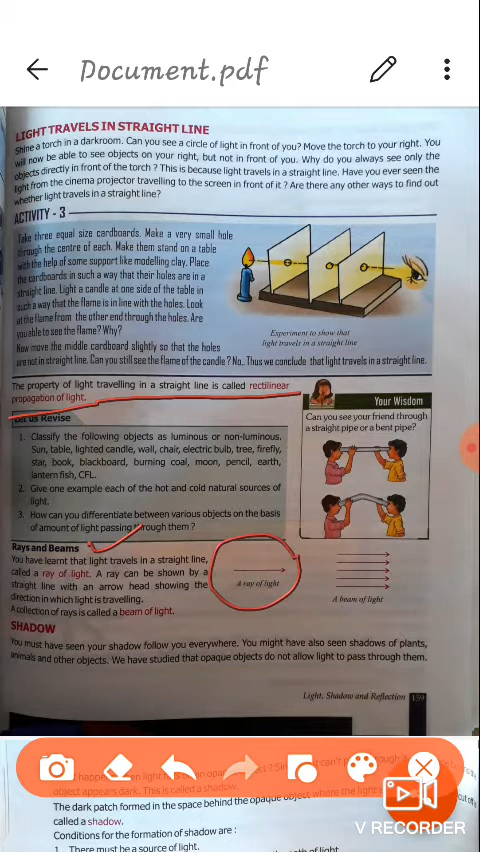 Document.pdf
LIGHT TRAVELS IN STRAIGHT LINE
Shine a torch in a darkroom. Can you see a circle of light in front of you? Move the torch to your right. You
will now be able to see objects on your right, but not in front of you. Why do you always see only the
objects directly in front of the torch ? This is because light travels in a straight line. Have you ever seen the
light from the cinema projector travelling to the screen in front of it ? Are there any other ways to find out
whether light travels in a straight line?
ACTIVITY - 3
Take three equal size cardboards. Make a very small hole
through the centre of each. Make them stand on a table
with the help of some support like modelling clay. Place
the cardboards in such a way that their holes are in a
straight line. Light a candle at one side of the table in
such a way that the flame is in line with the holes. Look
at the flame from the other end through the holes. Are
you able to see the flame? Why?
Now move the middle cardboard slightly so that the holes
are not in straight line. Can you still see the flame of the candle ? No. Thus we conclude that light travels in a straight line.
Experiment to show that
light travels in a straight line
The property of light travelling in a straight line is called rectilinear
propagation of light.
Let us Revise
1. Classify the following objects as luminous or non-luminous.
Sun, table, lighted candle, wall, chair, electric bulb, tree, firefly,
star, book, blackboard, burning coal, moon, pencil, earth,
lantern fish, CFL.
2. Give one example each of the hot and cold natural sources of
light.
3. How can you differentiate between various objects on the basis
of amount of light passing through them ?
Your Wisdom
Can you see your friend through
a straight pipe or a bent pipe?
Rays and Beams
You have learnt that light travels in a straight line,
called a ray of light. A ray can be shown by a
straight line with an arrow head showing the
direction in which light is travelling.
A collection of rays is called a beam of light.
A ray of light
A beam of light
SHADOW
You must have seen your shadow follow you everywhere. You might have also seen shadows of plants,
animals and other objects. We have studied that opaque objects do not allow light to pass through them.
Light, Shadow and Reflection 159
object appears dark. This is called a shadow.
The dark patch formed in the space behind the opaque object where the light
called a shadow.
Conditions for the formation of shadow are :
1. There must be a source of light.
of light
V RECORDER